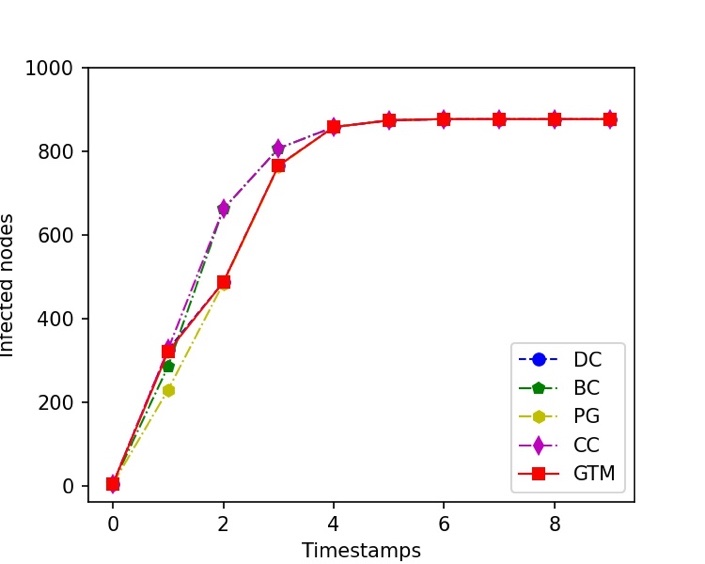 1000
800
600
400
200
0
Infected nodes
0 2 4 6 8
Timestamps
DC
BC
PG
CC
GTM